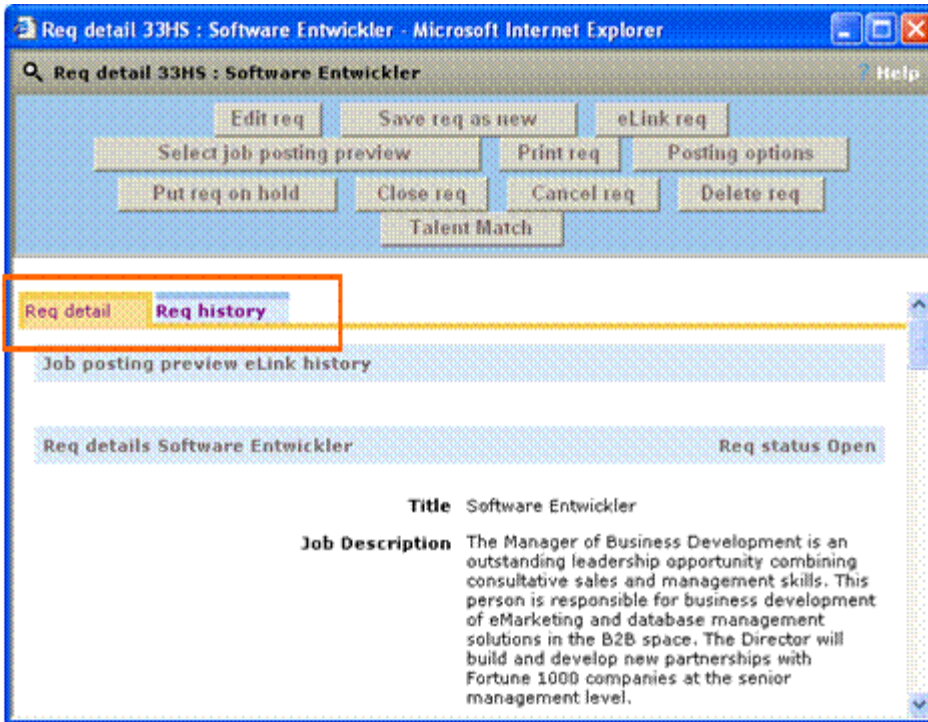 Req detail 33HS : Software Entwickler - Microsoft Internet Explorer
Req detail 33HS : Software Entwickler ? Help
Edit req Save req as new eLink req
Select job posting preview Print req Posting options
Put req on hold Close req Cancel req Delete req
Talent Match
Req detail Req history
Job posting preview eLink history
Req details Software Entwickler Req status Open
Title Software Entwickler
Job Description The Manager of Business Development is an
outstanding leadership opportunity combining
consultative sales and management skills. This
person is responsible for business development
of eMarketing and database management
solutions in the B2B space. The Director will
build and develop new partnerships with
Fortune 1000 companies at the senior
management level.